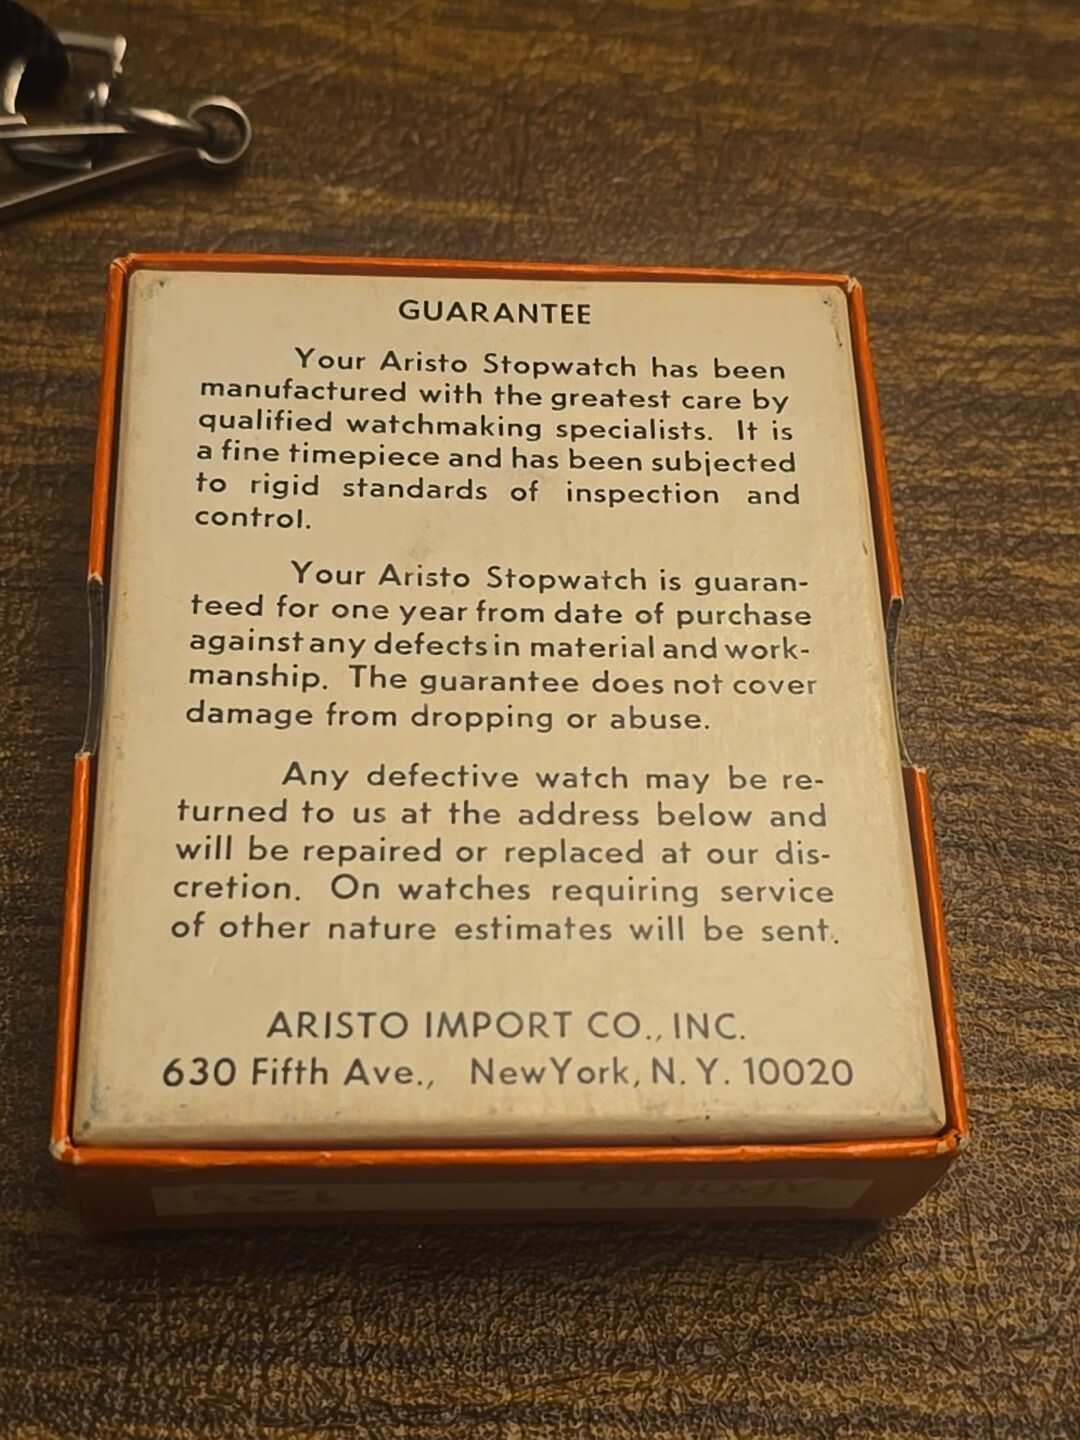 GUARANTEE
Your Aristo Stopwatch has been
manufactured with the greatest care by
qualified watchmaking specialists. It is
a fine timepiece and has been subjected
to rigid standards of inspection and
control.
Your Aristo Stopwatch is guaran-
teed for one year from date of purchase
against any defects in material and work-
manship. The guarantee does not cover
damage from dropping or abuse.
Any defective watch may be re-
turned to us at the address below and
will be repaired or replaced at our dis-
cretion. On watches requiring service
of other nature estimates will be sent.
ARISTO IMPORT CO., INC.
630 Fifth Ave., New York, N. Y. 10020
APOLLO